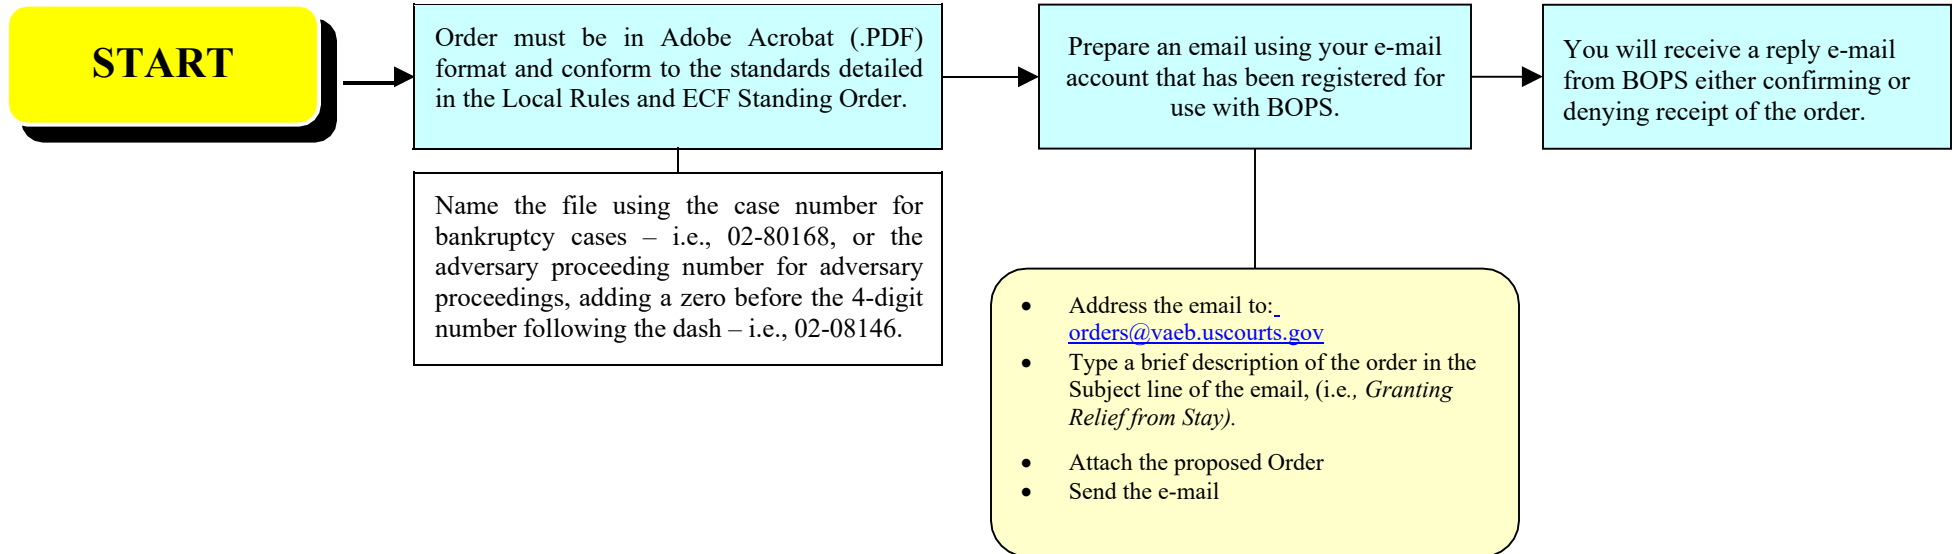 START
Order must be in Adobe Acrobat (.PDF)
format and conform to the standards detailed
in the Local Rules and ECF Standing Order.
Prepare an email using your e-mail
account that has been registered for
use with BOPS.
You will receive a reply e-mail
from BOPS either confirming or
denying receipt of the order.
Name the file using the case number for
bankruptcy cases – i.e., 02-80168, or the
adversary proceeding number for adversary
proceedings, adding a zero before the 4-digit
number following the dash – i.e., 02-08146.
• Address the email to:
orders@vaeb.uscourts.gov
• Type a brief description of the order in the
Subject line of the email, (i.e., Granting
Relief from Stay).
• Attach the proposed Order
• Send the e-mail